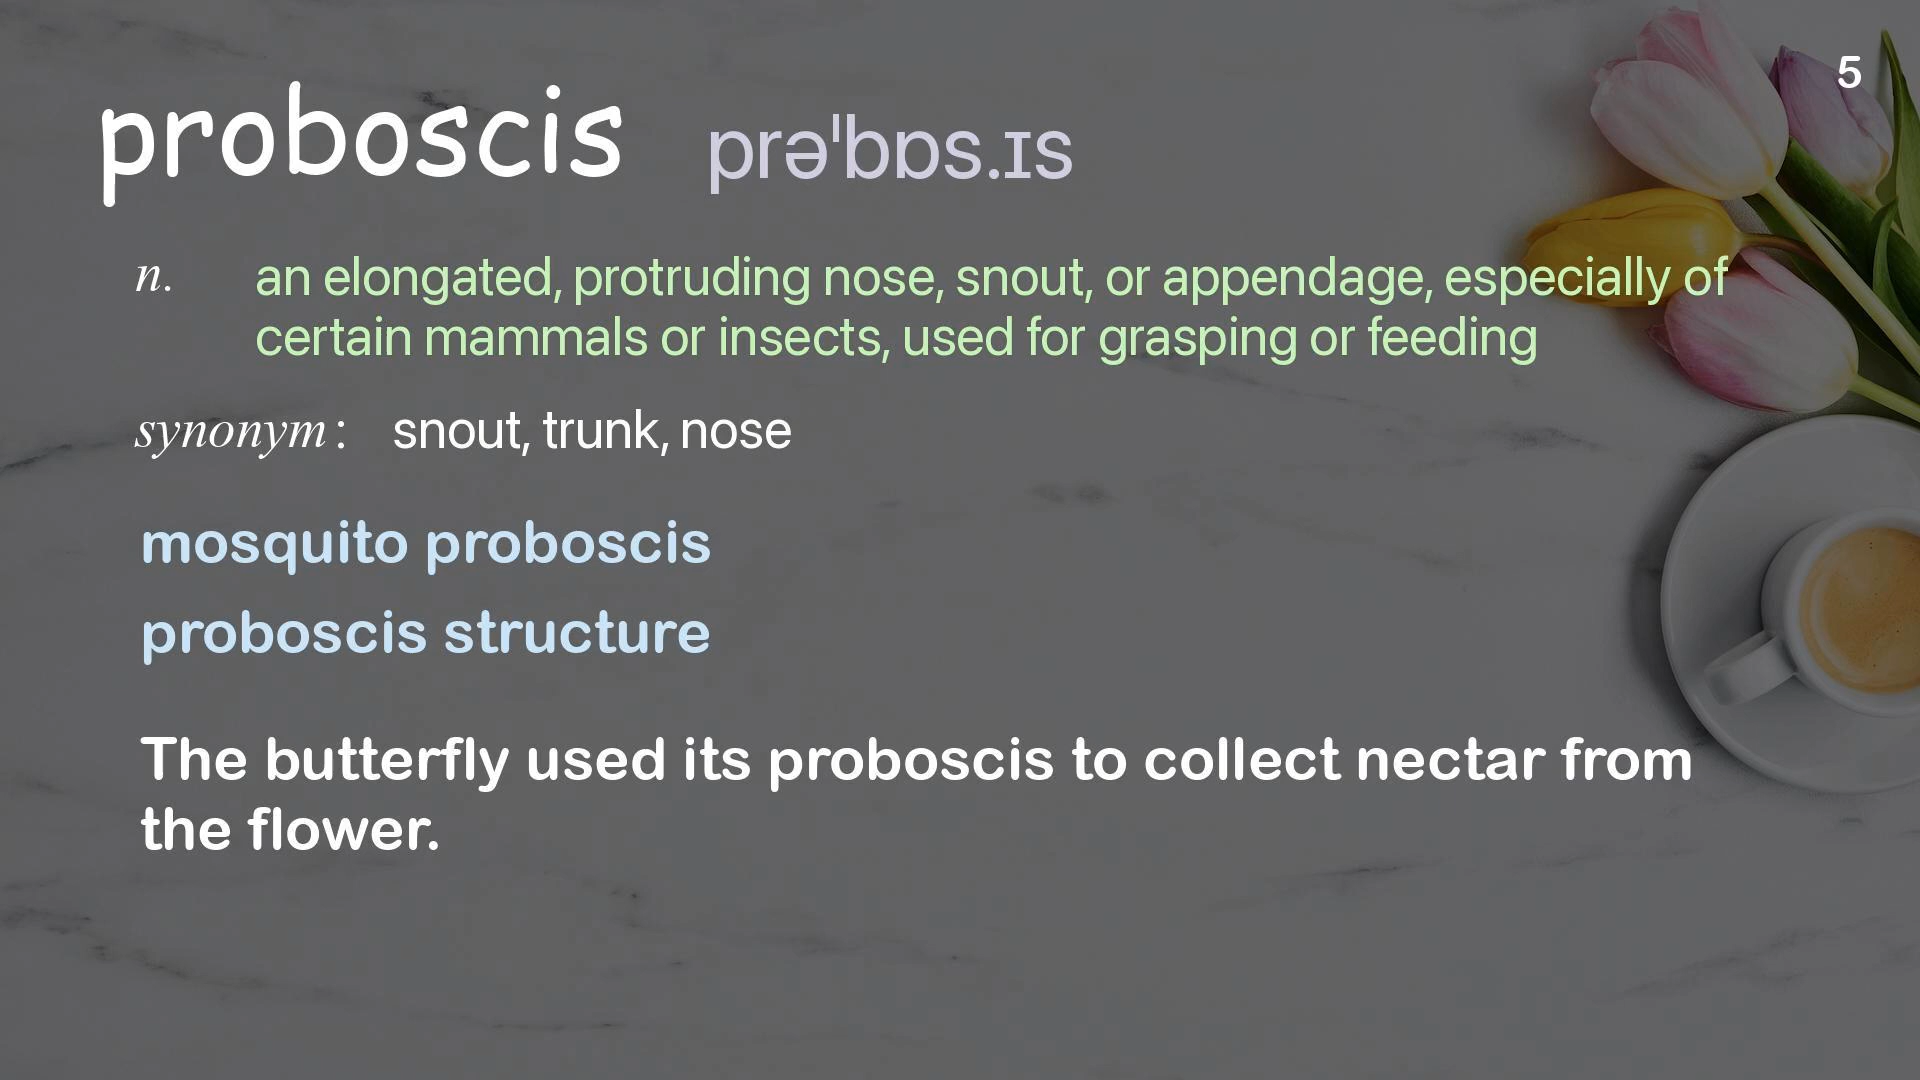 5
proboscis prəˈbɒs.ɪs
n. an elongated, protruding nose, snout, or appendage, especially of
certain mammals or insects, used for grasping or feeding
synonym: snout, trunk, nose
mosquito proboscis
proboscis structure
The butterfly used its proboscis to collect nectar from
the flower.